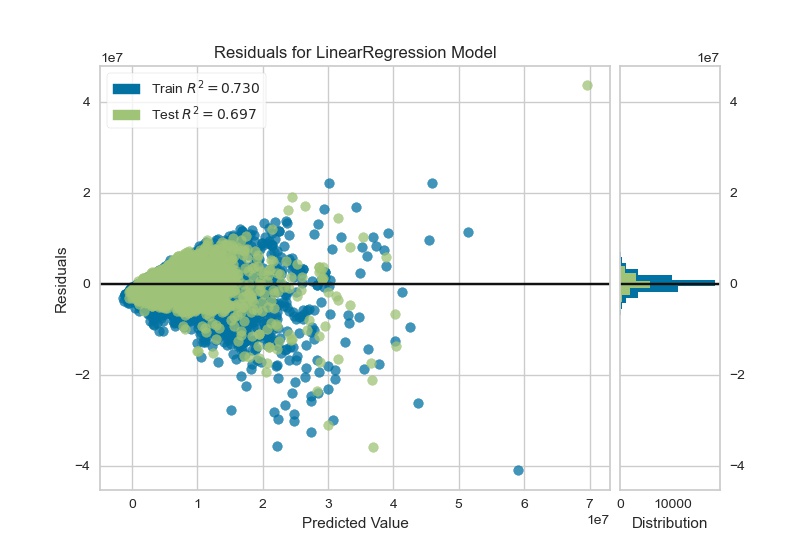 Residuals for LinearRegression Model
1e7
1e7
Train R² = 0.730
Test R² = 0.697
4
2
0
−2
−4
4
2
0
−2
−4
Residuals
0 1 2 3 4 5 6 7
1e7
0 10000
Predicted Value
Distribution